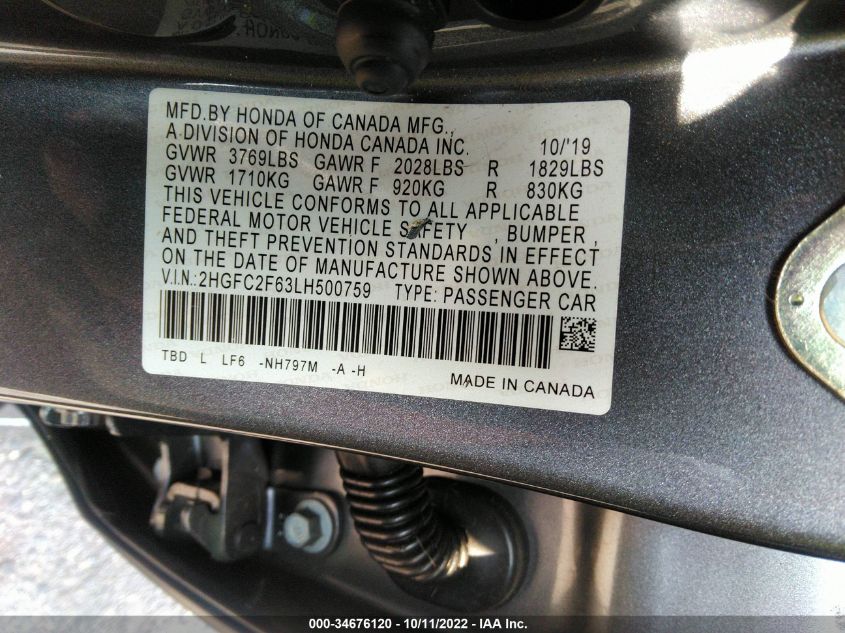 MFD.BY HONDA OF CANADA MFG.,
A DIVISION OF HONDA CANADA INC. 10/'19
GVWR 3769LBS GAWR F 2028LBS R 1829LBS
GVWR 1710KG GAWR F 920KG R 830KG
THIS VEHICLE CONFORMS TO ALL APPLICABLE
FEDERAL MOTOR VEHICLE SAFETY , BUMPER ,
AND THEFT PREVENTION STANDARDS IN EFFECT
ON THE DATE OF MANUFACTURE SHOWN ABOVE.
V.I.N.:2HGFC2F63LH500759 TYPE: PASSENGER CAR
TBD L LF6 -NH797M -A -H
MADE IN CANADA
000-34676120 - 10/11/2022 - IAA Inc.